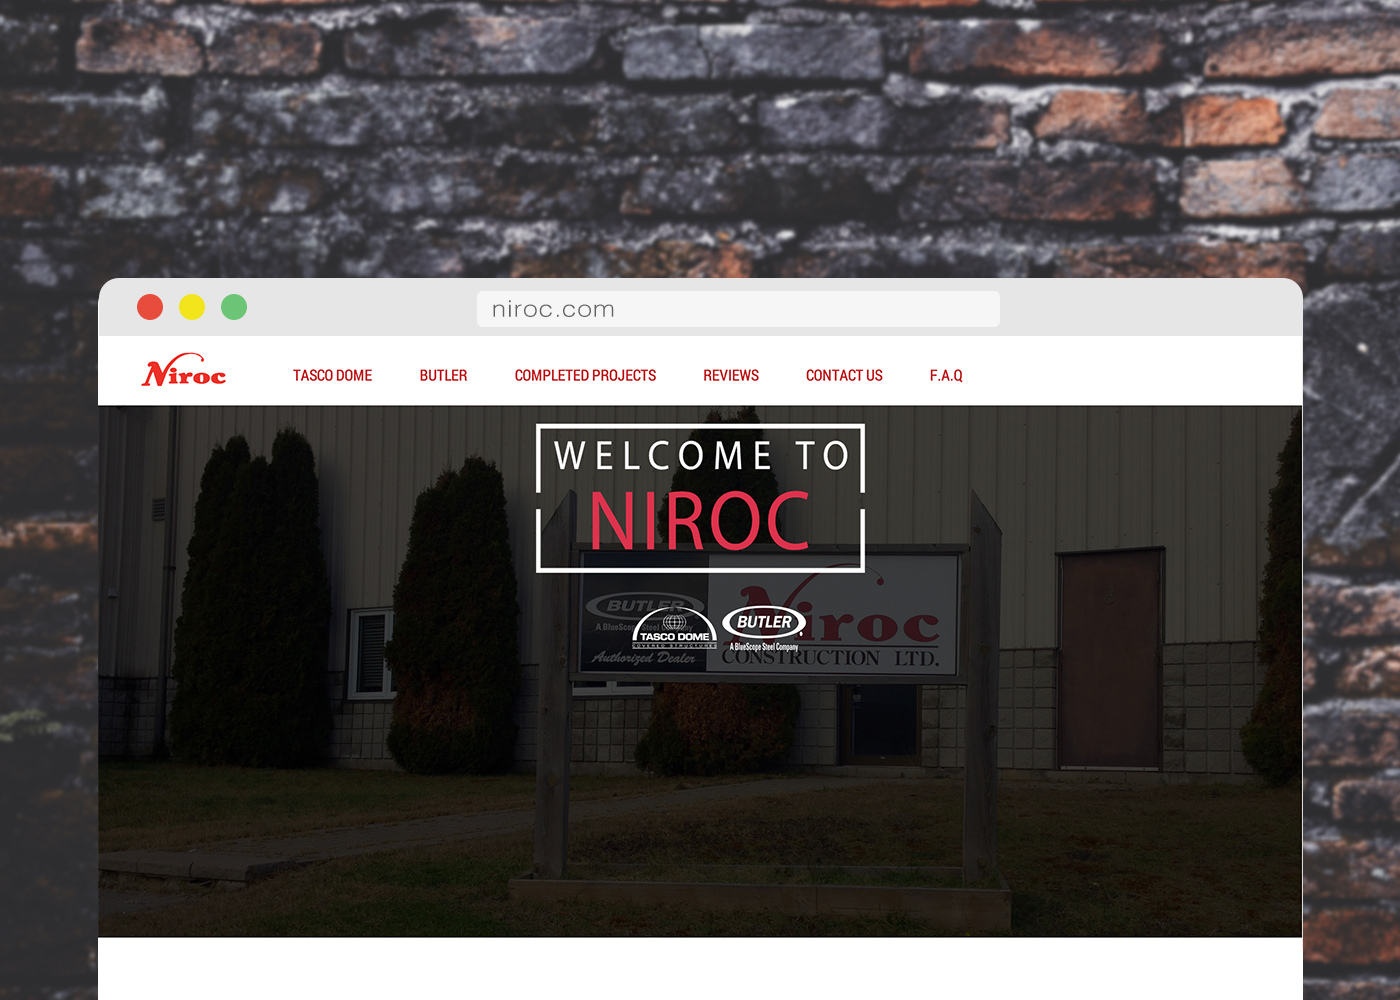 niroc.com
Niroc
TASCO DOME
BUTLER
COMPLETED PROJECTS
REVIEWS
CONTACT US
F.A.Q
WELCOME TO
NIROC
BUTLER
A BlueScope Steel Company
Authorized Dealer
TASCO DOME
COVERED STRUCTURES
BUTLER
A BlueScope Steel Company
Niroc
CONSTRUCTION LTD.